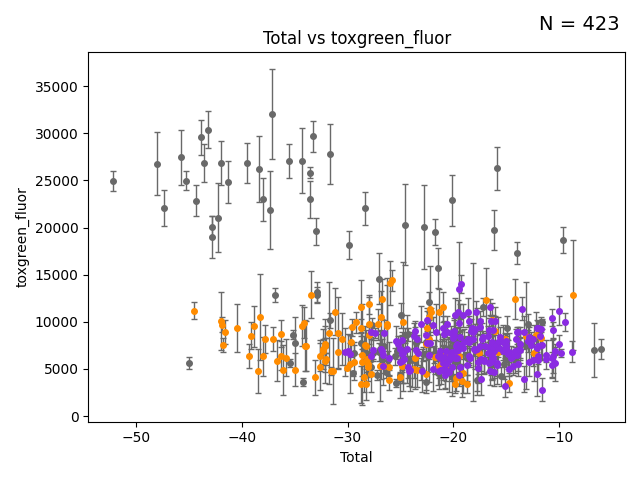 N = 423
Total vs toxgreen_fluor
toxgreen_fluor
35000
30000
25000
20000
15000
10000
5000
0
−50 −40 −30 −20 −10
Total